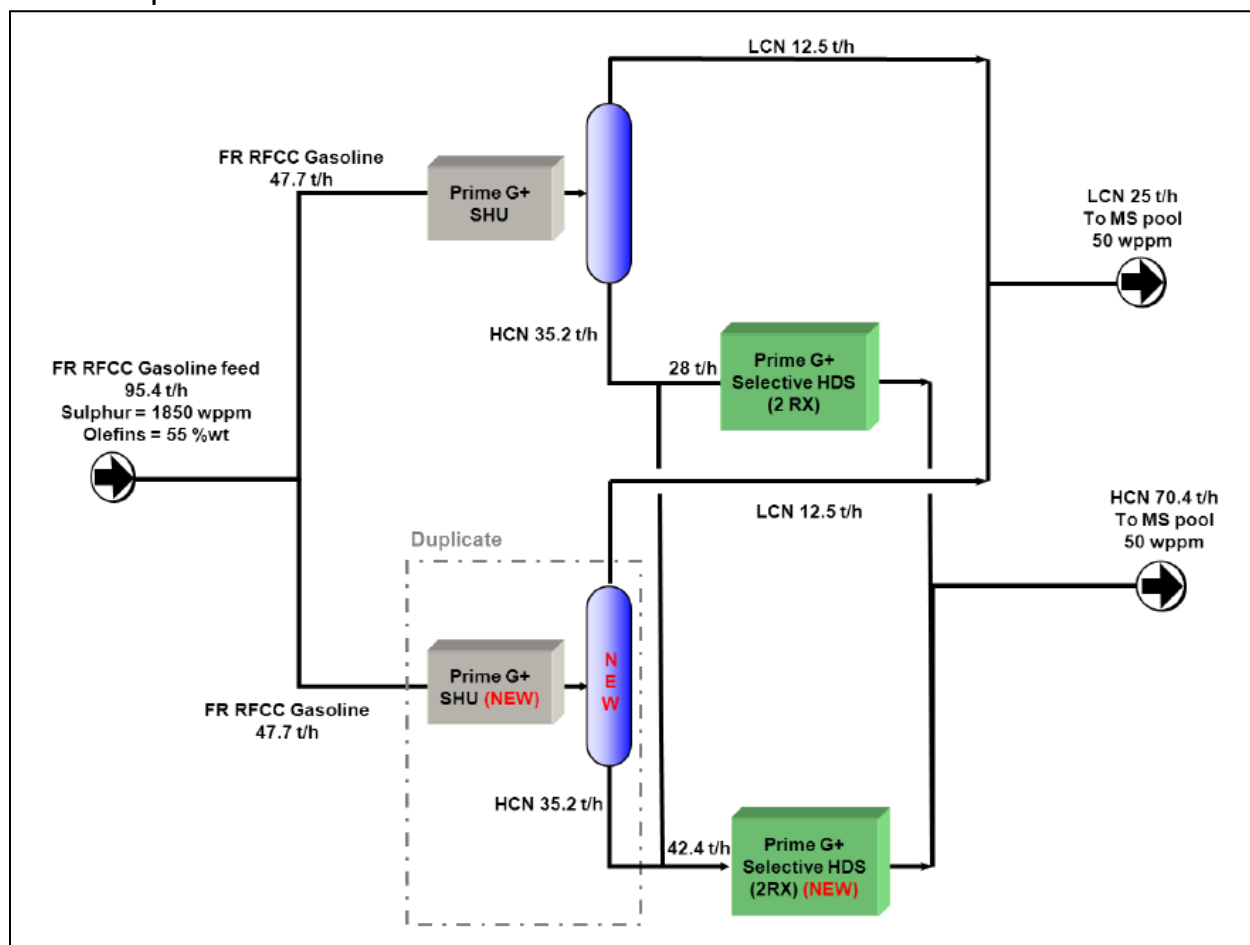 LCN 12.5 t/h
FR RFCC Gasoline
47.7 t/h
Prime G+
SHU
LCN 25 t/h
To MS pool
50 wppm
HCN 35.2 t/h
28 t/h
Prime G+
Selective HDS
(2 RX)
FR RFCC Gasoline feed
95.4 t/h
Sulphur = 1850 wppm
Olefins = 55 %wt
LCN 12.5 t/h
HCN 70.4 t/h
To MS pool
50 wppm
Duplicate
Prime G+
SHU (NEW)
N
E
W
FR RFCC Gasoline
47.7 t/h
HCN 35.2 t/h
42.4 t/h
Prime G+
Selective HDS
(2RX) (NEW)